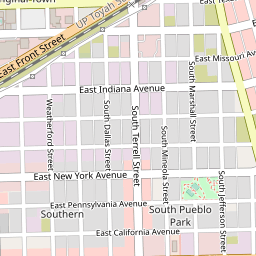 UP Toyah S
East Front Street
East Missouri Av
East Indiana Avenue
Weatherford Street
South Dallas Street
South Terrell Street
South Mineola Street
South Marshall Street
East New York Avenue
South Jefferson Street
East Pennsylvania Avenue
Southern
South Pueblo
Park
East California Avenue